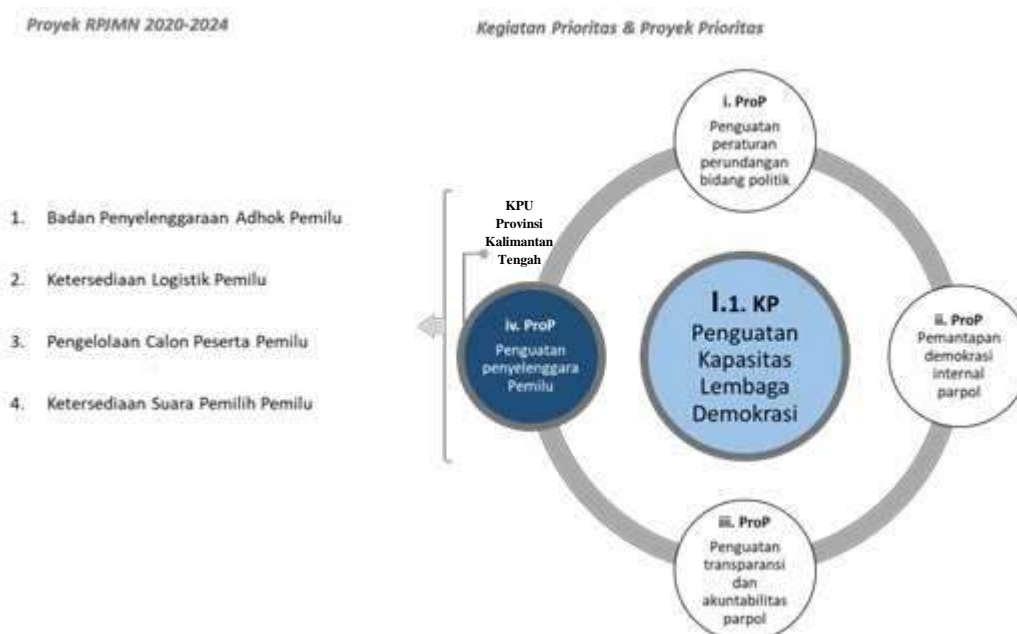 Proyek RPJMN 2020-2024
Kegiatan Prioritas & Proyek Prioritas
1. Badan Penyelenggaraan Adhok Pemilu
2. Ketersediaan Logistik Pemilu
3. Pengelolaan Calon Peserta Pemilu
4. Ketersediaan Suara Pemilih Pemilu
KPU
Provinsi
Kalimantan
Tengah
i. ProP
Penguatan
peraturan
perundangan
bidang politik
I.1. KP
Penguatan
Kapasitas
Lembaga
Demokrasi
ii. ProP
Pemantapan
demokrasi
internal
parpol
iii. ProP
Penguatan
transparansi
dan
akuntabilitas
parpol
iv. ProP
Penguatan
penyelenggara
Pemilu